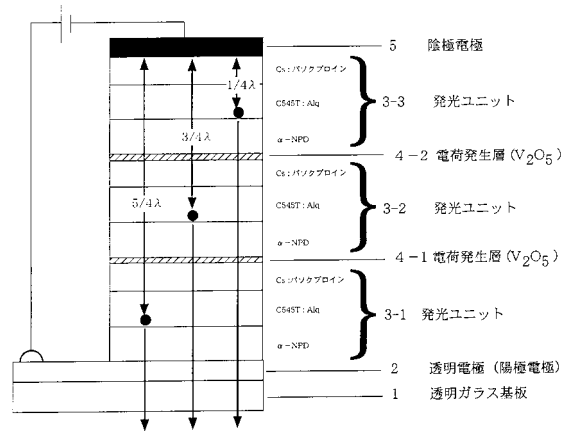 5 陰極電極
Cs:バソクプロイン
1/4λ
C545T:Alq
3-3 発光ユニット
3/4λ
α-NPD
4-2 電荷発生層(V2O5)
Cs:バソクプロイン
5/4λ
C545T:Alq
3-2 発光ユニット
α-NPD
4-1 電荷発生層(V2O5)
Cs:バソクプロイン
C545T:Alq
3-1 発光ユニット
α-NPD
2 透明電極(陽極電極)
1 透明ガラス基板